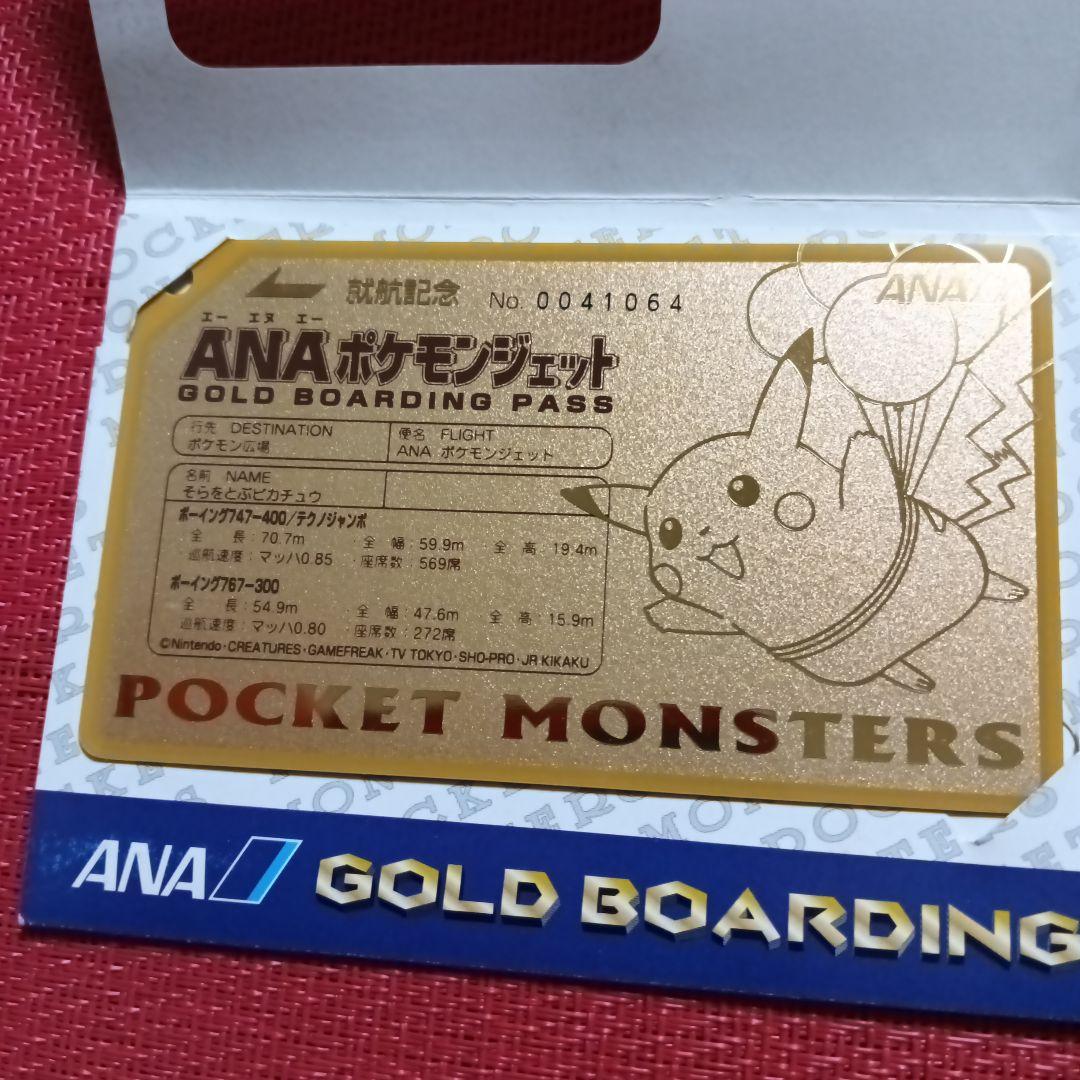 就航記念 No. 0041064
ANA
エー エヌ エー
ANAポケモンジェット
GOLD BOARDING PASS
行先 DESTINATION
ポケモン広場
便名 FLIGHT
ANA ポケモンジェット
名前 NAME
そらをとぶピカチュウ
ボーイング747-400/テクノジャンボ
全長:70.7m ・全幅:59.9m 全高:19.4m
巡航速度:マッハ0.85 ・座席数:569席
ボーイング767-300
全長:54.9m ・全幅:47.6m 全高:15.9m
巡航速度:マッハ0.80 ・座席数:272席
©Nintendo・CREATURES・GAMEFREAK・TV TOKYO・SHO-PRO・JR KIKAKU
POCKET MONSTERS
ANA GOLD BOARDING